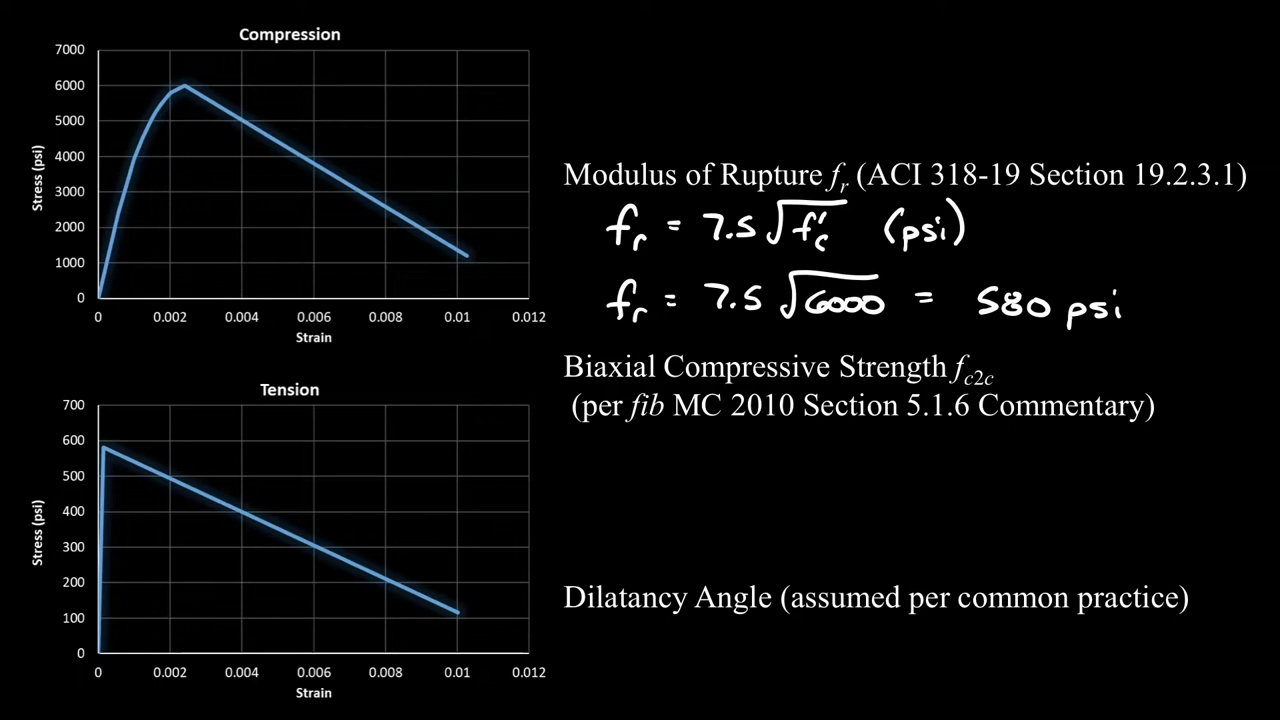 Compression
7000
6000
5000
4000
3000
2000
1000
0
Stress (psi)
0 0.002 0.004 0.006 0.008 0.01 0.012
Strain
Tension
700
600
500
400
300
200
100
0
Stress (psi)
0 0.002 0.004 0.006 0.008 0.01 0.012
Strain
Modulus of Rupture fr (ACI 318-19 Section 19.2.3.1)
fr = 7.5 √f'c (psi)
fr = 7.5 √6000 = 580 psi
Biaxial Compressive Strength fc2c
(per fib MC 2010 Section 5.1.6 Commentary)
Dilatancy Angle (assumed per common practice)